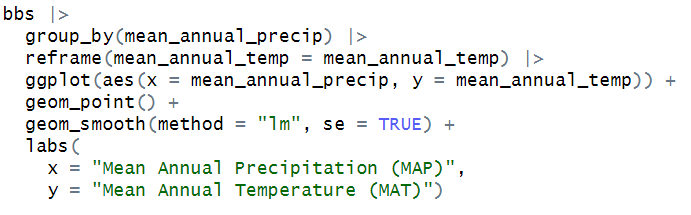 bbs |>
  group_by(mean_annual_precip) |>
  reframe(mean_annual_temp = mean_annual_temp) |>
  ggplot(aes(x = mean_annual_precip, y = mean_annual_temp)) +
  geom_point() +
  geom_smooth(method = "lm", se = TRUE) +
  labs(
    x = "Mean Annual Precipitation (MAP)",
    y = "Mean Annual Temperature (MAT)")